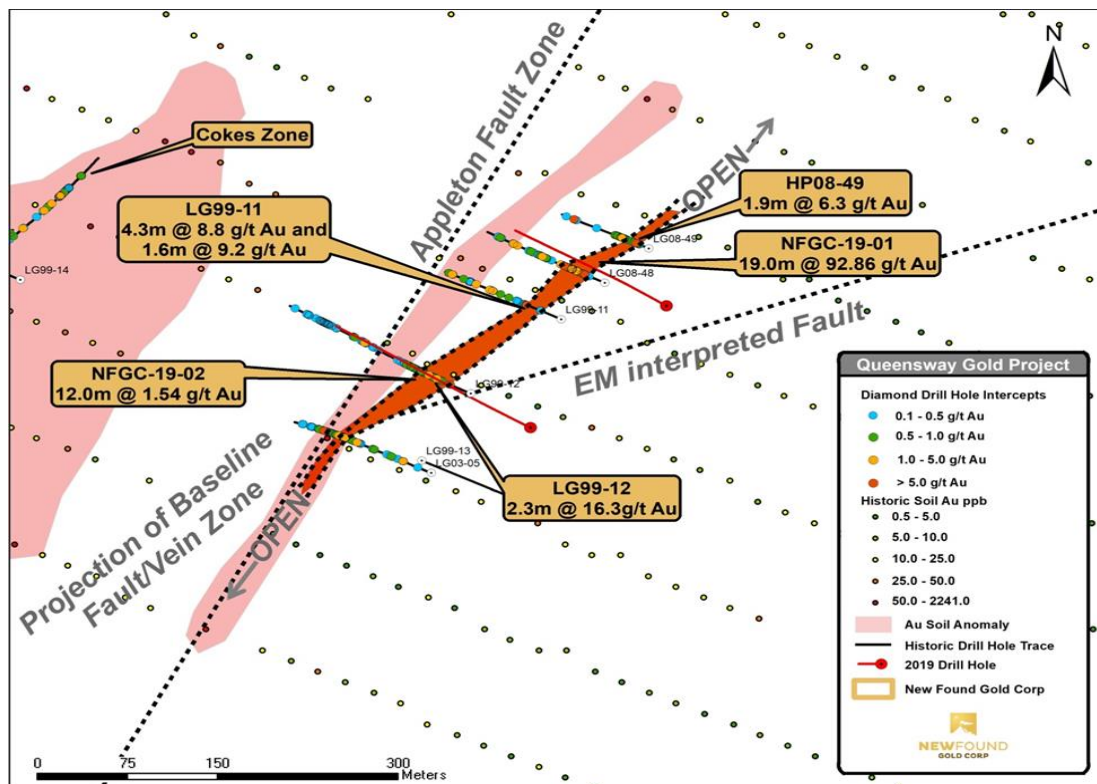 N
Cokes Zone
LG99-11
4.3m @ 8.8 g/t Au and
1.6m @ 9.2 g/t Au
Appleton Fault Zone
OPEN
HP08-49
1.9m @ 6.3 g/t Au
LG08-49
NFGC-19-01
19.0m @ 92.86 g/t Au
LG08-48
LG99-14
LG99-11
EM interpreted Fault
NFGC-19-02
12.0m @ 1.54 g/t Au
LG99-12
LG99-13
LG03-05
LG99-12
2.3m @ 16.3g/t Au
Projection of Baseline
Fault/Vein Zone
OPEN
Queensway Gold Project
Diamond Drill Hole Intercepts
0.1 - 0.5 g/t Au
0.5 - 1.0 g/t Au
1.0 - 5.0 g/t Au
> 5.0 g/t Au
Historic Soil Au ppb
0.5 - 5.0
5.0 - 10.0
10.0 - 25.0
25.0 - 50.0
50.0 - 2241.0
Au Soil Anomaly
Historic Drill Hole Trace
2019 Drill Hole
New Found Gold Corp
NEWFOUND
GOLD CORP
0 75 150 300
Meters